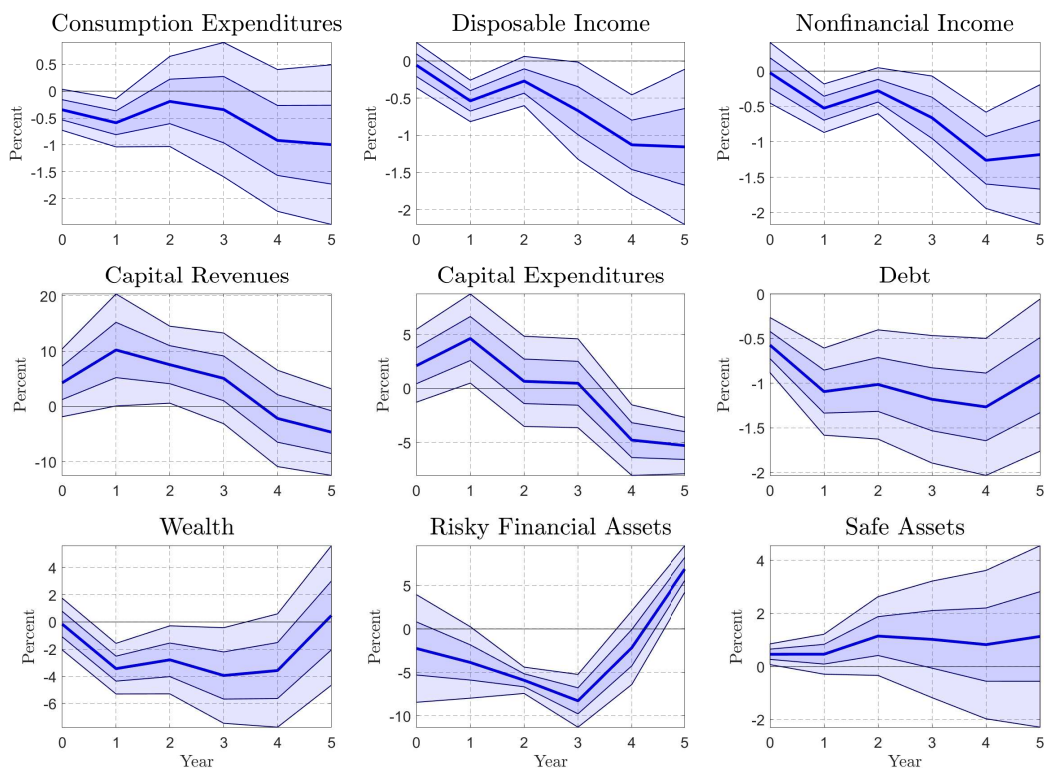 Consumption Expenditures
Disposable Income
Nonfinancial Income
Percent
0.5
0
-0.5
-1
-1.5
-2
0 1 2 3 4 5
Percent
0
-0.5
-1
-1.5
-2
0 1 2 3 4 5
Percent
0
-0.5
-1
-1.5
-2
0 1 2 3 4 5
Capital Revenues
Capital Expenditures
Debt
Percent
20
10
0
-10
0 1 2 3 4 5
Percent
5
0
-5
0 1 2 3 4 5
Percent
0
-0.5
-1
-1.5
-2
0 1 2 3 4 5
Wealth
Risky Financial Assets
Safe Assets
Percent
4
2
0
-2
-4
-6
0 1 2 3 4 5
Year
Percent
5
0
-5
-10
0 1 2 3 4 5
Year
Percent
4
2
0
-2
0 1 2 3 4 5
Year